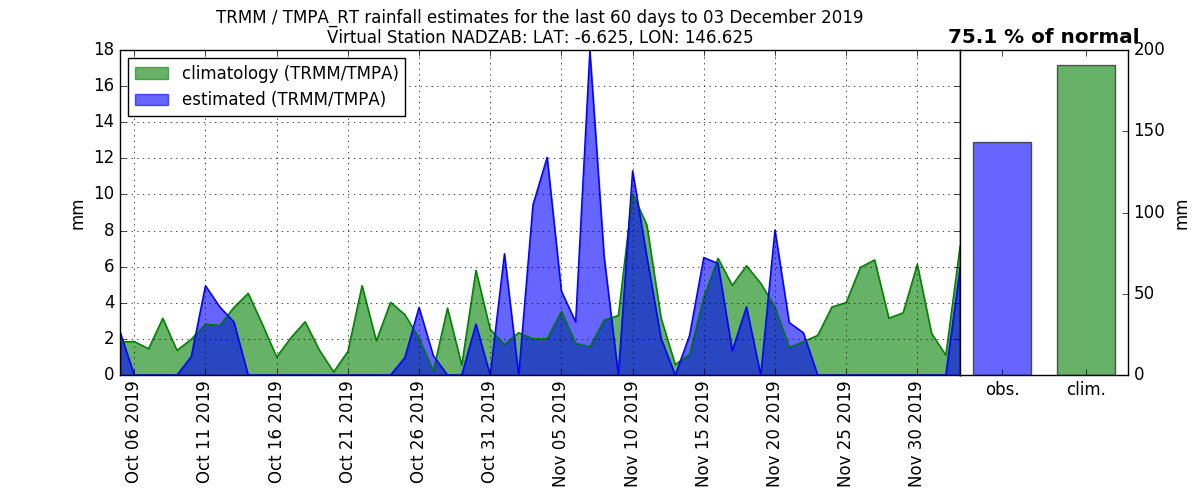 TRMM / TMPA_RT rainfall estimates for the last 60 days to 03 December 2019
Virtual Station NADZAB: LAT: -6.625, LON: 146.625
75.1 % of normal
climatology (TRMM/TMPA)
estimated (TRMM/TMPA)
18
16
14
12
10
8
6
4
2
0
mm
Oct 06 2019
Oct 11 2019
Oct 16 2019
Oct 21 2019
Oct 26 2019
Oct 31 2019
Nov 05 2019
Nov 10 2019
Nov 15 2019
Nov 20 2019
Nov 25 2019
Nov 30 2019
obs.
clim.
200
150
100
50
0
mm